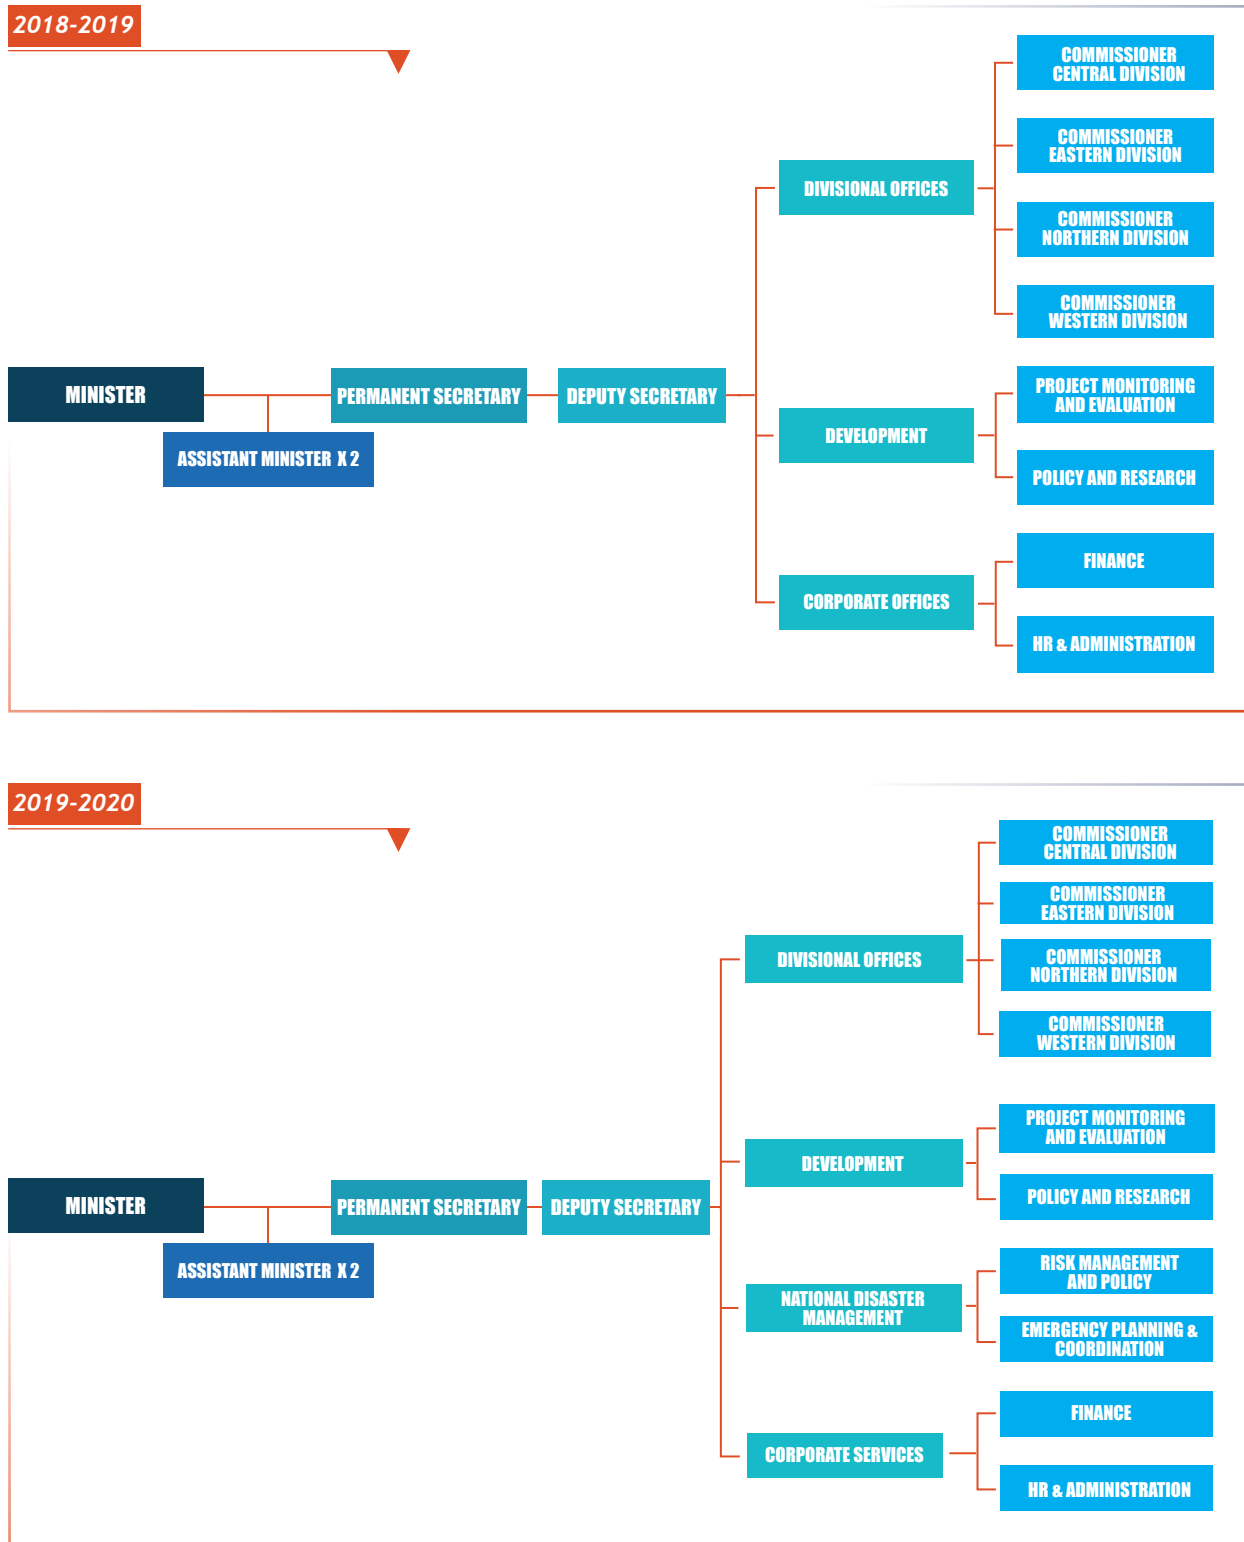 2018-2019
COMMISSIONER
CENTRAL DIVISION
COMMISSIONER
EASTERN DIVISION
DIVISIONAL OFFICES
COMMISSIONER
NORTHERN DIVISION
COMMISSIONER
WESTERN DIVISION
MINISTER
PERMANENT SECRETARY
DEPUTY SECRETARY
ASSISTANT MINISTER X 2
PROJECT MONITORING
AND EVALUATION
DEVELOPMENT
POLICY AND RESEARCH
FINANCE
CORPORATE OFFICES
HR & ADMINISTRATION
2019-2020
COMMISSIONER
CENTRAL DIVISION
COMMISSIONER
EASTERN DIVISION
DIVISIONAL OFFICES
COMMISSIONER
NORTHERN DIVISION
COMMISSIONER
WESTERN DIVISION
PROJECT MONITORING
AND EVALUATION
DEVELOPMENT
POLICY AND RESEARCH
MINISTER
PERMANENT SECRETARY
DEPUTY SECRETARY
ASSISTANT MINISTER X 2
RISK MANAGEMENT
AND POLICY
NATIONAL DISASTER
MANAGEMENT
EMERGENCY PLANNING &
COORDINATION
FINANCE
CORPORATE SERVICES
HR & ADMINISTRATION